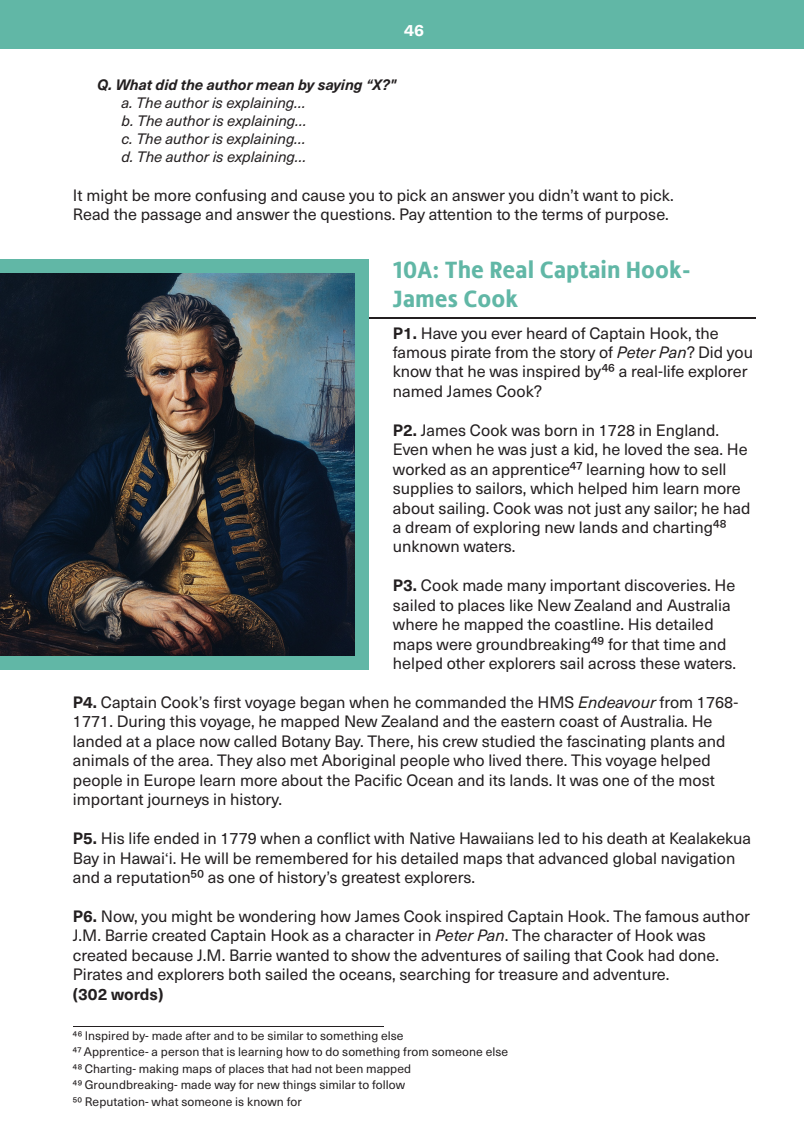 46
Q. What did the author mean by saying “X?"
a. The author is explaining...
b. The author is explaining...
c. The author is explaining...
d. The author is explaining...
It might be more confusing and cause you to pick an answer you didn’t want to pick.
Read the passage and answer the questions. Pay attention to the terms of purpose.
10A: The Real Captain Hook-
James Cook
P1. Have you ever heard of Captain Hook, the
famous pirate from the story of Peter Pan? Did you
know that he was inspired by46 a real-life explorer
named James Cook?
P2. James Cook was born in 1728 in England.
Even when he was just a kid, he loved the sea. He
worked as an apprentice47 learning how to sell
supplies to sailors, which helped him learn more
about sailing. Cook was not just any sailor; he had
a dream of exploring new lands and charting48
unknown waters.
P3. Cook made many important discoveries. He
sailed to places like New Zealand and Australia
where he mapped the coastline. His detailed
maps were groundbreaking49 for that time and
helped other explorers sail across these waters.
P4. Captain Cook’s first voyage began when he commanded the HMS Endeavour from 1768-
1771. During this voyage, he mapped New Zealand and the eastern coast of Australia. He
landed at a place now called Botany Bay. There, his crew studied the fascinating plants and
animals of the area. They also met Aboriginal people who lived there. This voyage helped
people in Europe learn more about the Pacific Ocean and its lands. It was one of the most
important journeys in history.
P5. His life ended in 1779 when a conflict with Native Hawaiians led to his death at Kealakekua
Bay in Hawaiʻi. He will be remembered for his detailed maps that advanced global navigation
and a reputation50 as one of history’s greatest explorers.
P6. Now, you might be wondering how James Cook inspired Captain Hook. The famous author
J.M. Barrie created Captain Hook as a character in Peter Pan. The character of Hook was
created because J.M. Barrie wanted to show the adventures of sailing that Cook had done.
Pirates and explorers both sailed the oceans, searching for treasure and adventure.
(302 words)
46 Inspired by- made after and to be similar to something else
47 Apprentice- a person that is learning how to do something from someone else
48 Charting- making maps of places that had not been mapped
49 Groundbreaking- made way for new things similar to follow
50 Reputation- what someone is known for